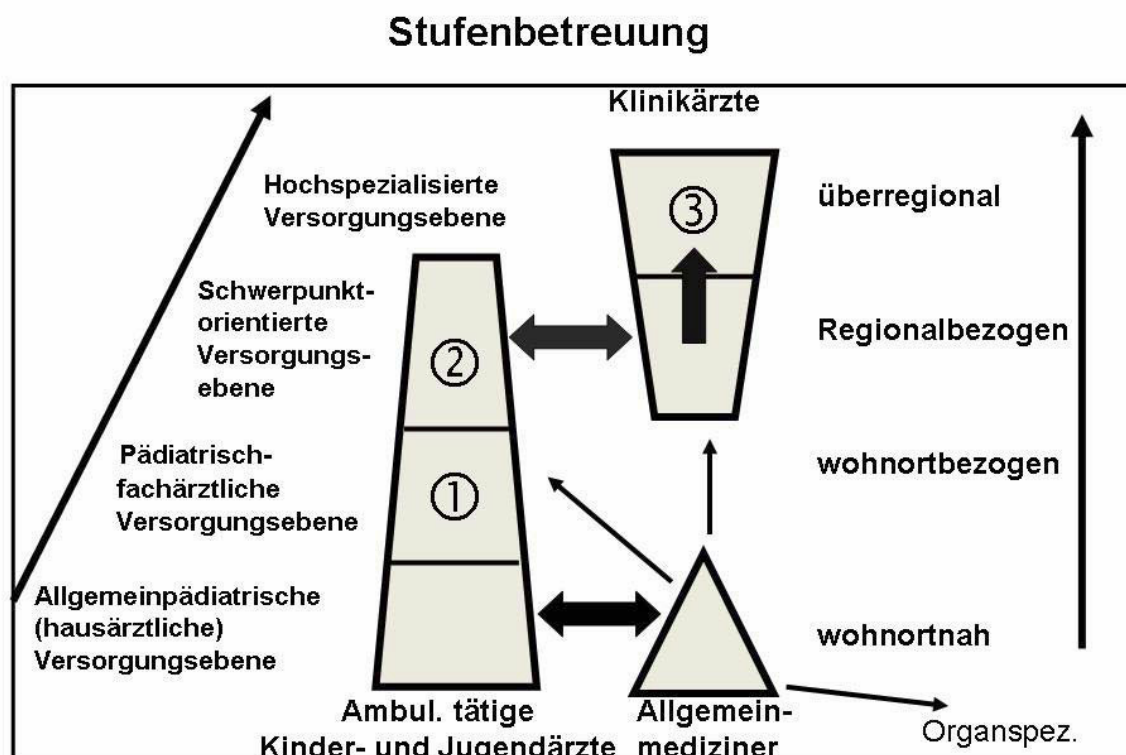 Stufenbetreuung
Klinikärzte
Hochspezialisierte
Versorgungsebene
③
überregional
Schwerpunkt-
orientierte
Versorgungs-
ebene
②
Regionalbezogen
Pädiatrisch-
fachärztliche
Versorgungsebene
①
wohnortbezogen
Allgemeinpädiatrische
(hausärztliche)
Versorgungsebene
wohnortnah
Ambul. tätige
Kinder- und Jugendärzte
Allgemein-
mediziner
Organspez.